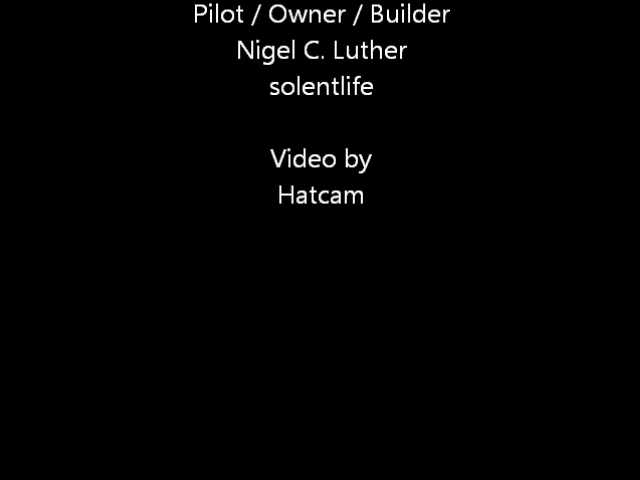 Pilot / Owner / Builder
Nigel C. Luther
solentlife
Video by
Hatcam